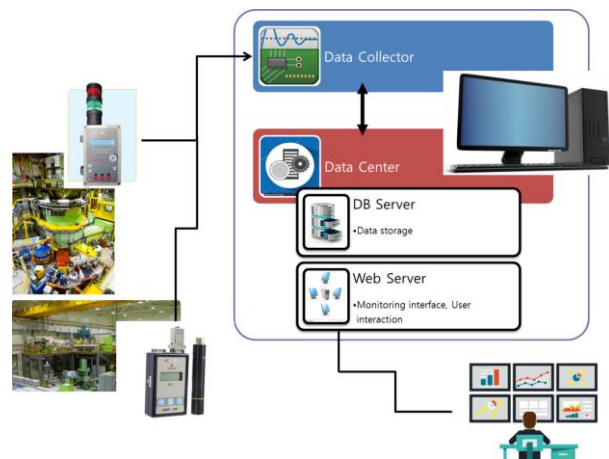 Data Collector
Data Center
DB Server
•Data storage
Web Server
•Monitoring interface, User
interaction